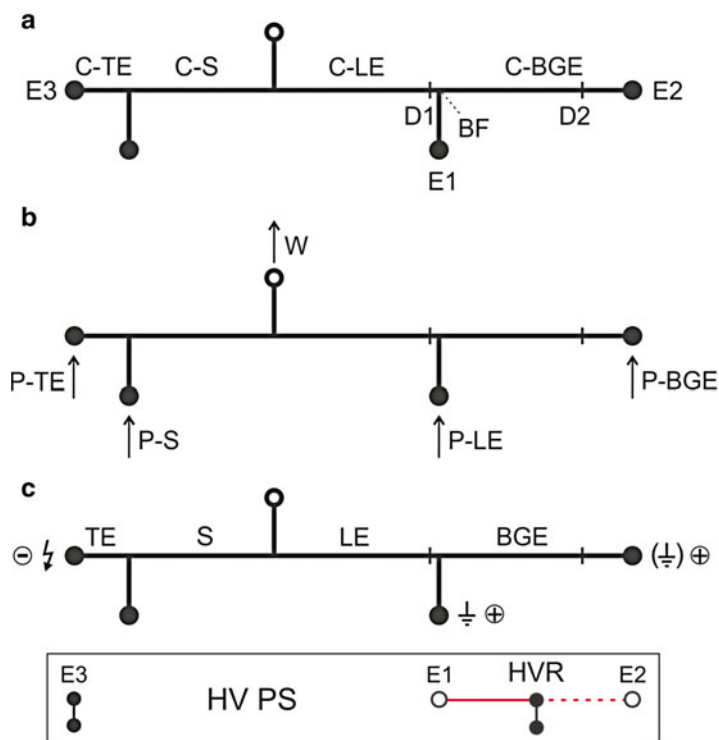 a
C-TE C-S C-LE C-BGE
E3 E2
D1 BF D2
E1
b
W
P-TE P-BGE
P-S P-LE
c
TE S LE BGE
⊖ (⏚) ⊕
⏚ ⊕
E3 E1 HVR E2
HV PS